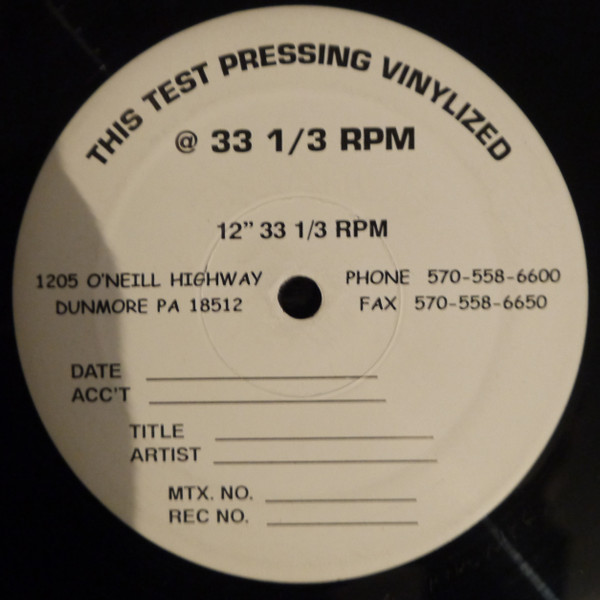 THIS TEST PRESSING VINYLIZED
@ 33 1/3 RPM
12” 33 1/3 RPM
1205 O'NEILL HIGHWAY
DUNMORE PA 18512
PHONE 570-558-6600
FAX 570-558-6650
DATE
ACC'T
TITLE
ARTIST
MTX. NO.
REC NO.